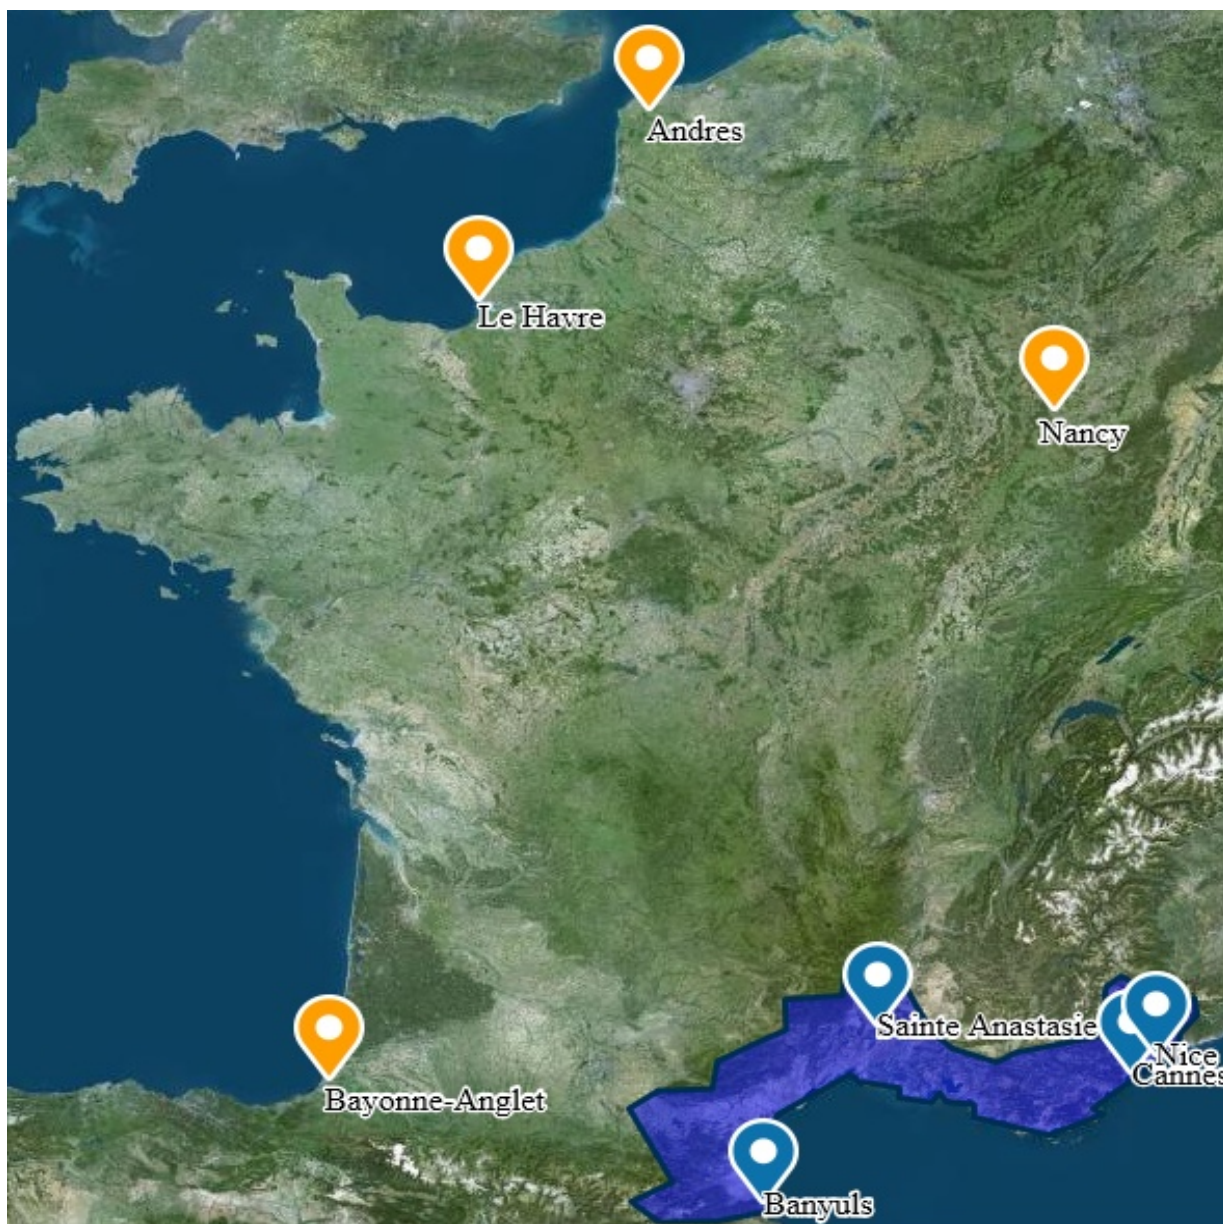 Andres
Le Havre
Nancy
Sainte Anastasie
Nice
Cannes
Bayonne-Anglet
Banyuls